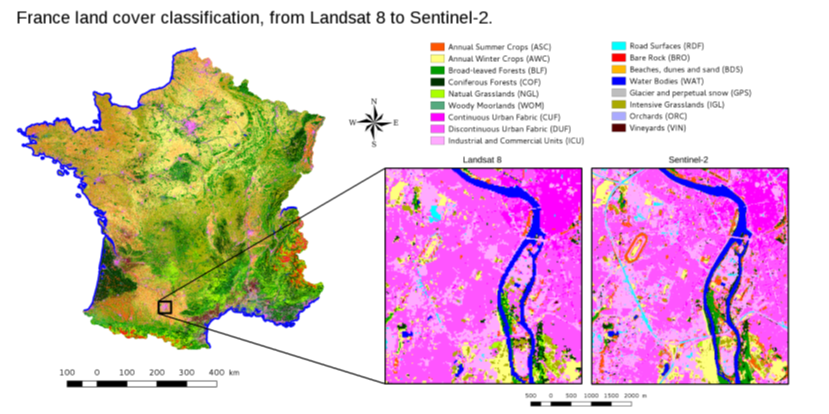 France land cover classification, from Landsat 8 to Sentinel-2.
Annual Summer Crops (ASC)
Annual Winter Crops (AWC)
Broad-leaved Forests (BLF)
Coniferous Forests (COF)
Natural Grasslands (NGL)
Woody Moorlands (WOM)
Continuous Urban Fabric (CUF)
Discontinuous Urban Fabric (DUF)
Industrial and Commercial Units (ICU)
Road Surfaces (RDF)
Bare Rock (BRO)
Beaches, dunes and sand (BDS)
Water Bodies (WAT)
Glacier and perpetual snow (GPS)
Intensive Grasslands (IGL)
Orchards (ORC)
Vineyards (VIN)
N
W E
S
Landsat 8 Sentinel-2
100 0 100 200 300 400 km
500 0 500 1000 1500 2000 m